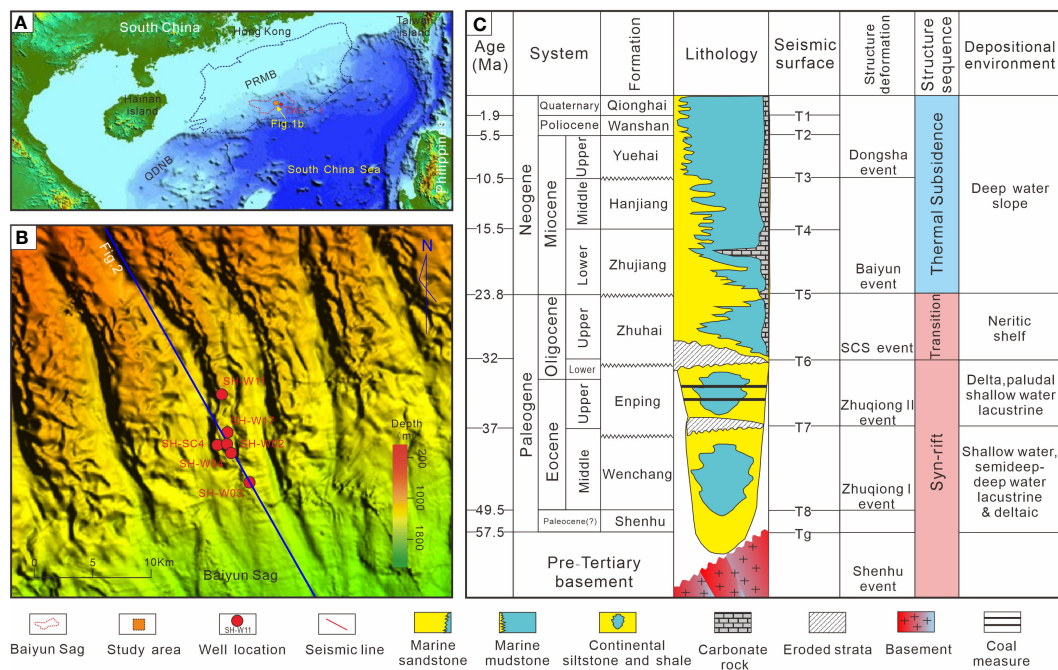 A
South China
Hong Kong
Taiwan
island
PRMB
Hainan
island
Fig.1b
QDNB
South China Sea
Philippine
B
Fig.2
N
SH-W11
SH-SC4
SH-W02
SH-W03
Depth
m
200
1000
1800
0 5 10Km
Baiyun Sag
C
Age
(Ma)
System
Formation
Lithology
Seismic
surface
Structure
deformation
Structure
sequence
Depositional
environment
1.9
5.5
10.5
15.5
23.8
32
37
49.5
57.5
Neogene
Paleogene
Quaternary
Poliocene
Miocene
Upper
Middle
Lower
Oligocene
Upper
Lower
Eocene
Upper
Middle
Paleocene(?)
Pre-Tertiary
basement
Qionghai
Wanshan
Yuehai
Hanjiang
Zhujiang
Zhuhai
Enping
Wenchang
Shenhu
T1
T2
T3
T4
T5
T6
T7
T8
Tg
Dongsha
event
Baiyun
event
SCS event
Zhuqiong II
event
Zhuqiong I
event
Shenhu
event
Thermal Subsidence
Transition
Syn-rift
Deep water
slope
Neritic
shelf
Delta,paludal
shallow water
lacustrine
Shallow water,
semideep-
deep water
lacustrine
& deltaic
SH-W11
Baiyun Sag
Study area
Well location
Seismic line
Marine
sandstone
Marine
mudstone
Continental
siltstone and shale
Carbonate
rock
Eroded strata
Basement
Coal
measure